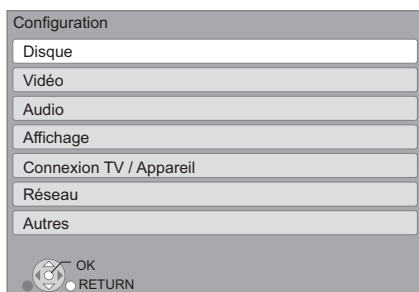 Configuration
Disque
Vidéo
Audio
Affichage
Connexion TV / Appareil
Réseau
Autres
OK
RETURN